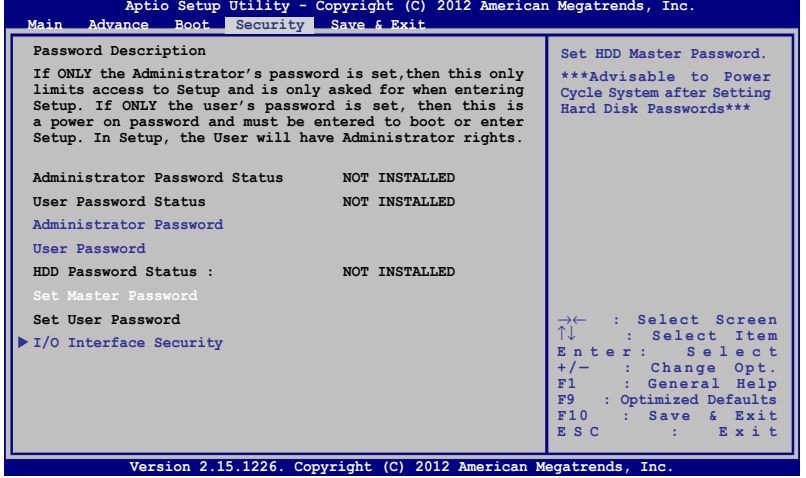 Aptio Setup Utility - Copyright (C) 2012 American Megatrends, Inc.
Main Advance Boot Security Save & Exit
Password Description
If ONLY the Administrator's password is set,then this only
limits access to Setup and is only asked for when entering
Setup. If ONLY the user's password is set, then this is
a power on password and must be entered to boot or enter
Setup. In Setup, the User will have Administrator rights.
Administrator Password Status NOT INSTALLED
User Password Status NOT INSTALLED
Administrator Password
User Password
HDD Password Status : NOT INSTALLED
Set Master Password
Set User Password
I/O Interface Security
Set HDD Master Password.
***Advisable to Power
Cycle System after Setting
Hard Disk Passwords***
→← : Select Screen
↑↓ : Select Item
Enter: Select
+/— : Change Opt.
F1 : General Help
F9 : Optimized Defaults
F10 : Save & Exit
ESC : Exit
Version 2.15.1226. Copyright (C) 2012 American Megatrends, Inc.